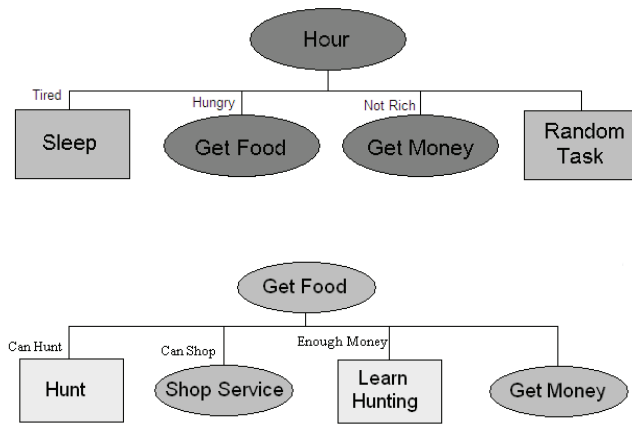 Hour
Tired
Hungry
Not Rich
Sleep
Get Food
Get Money
Random
Task
Get Food
Can Hunt
Can Shop
Enough Money
Hunt
Shop Service
Learn
Hunting
Get Money